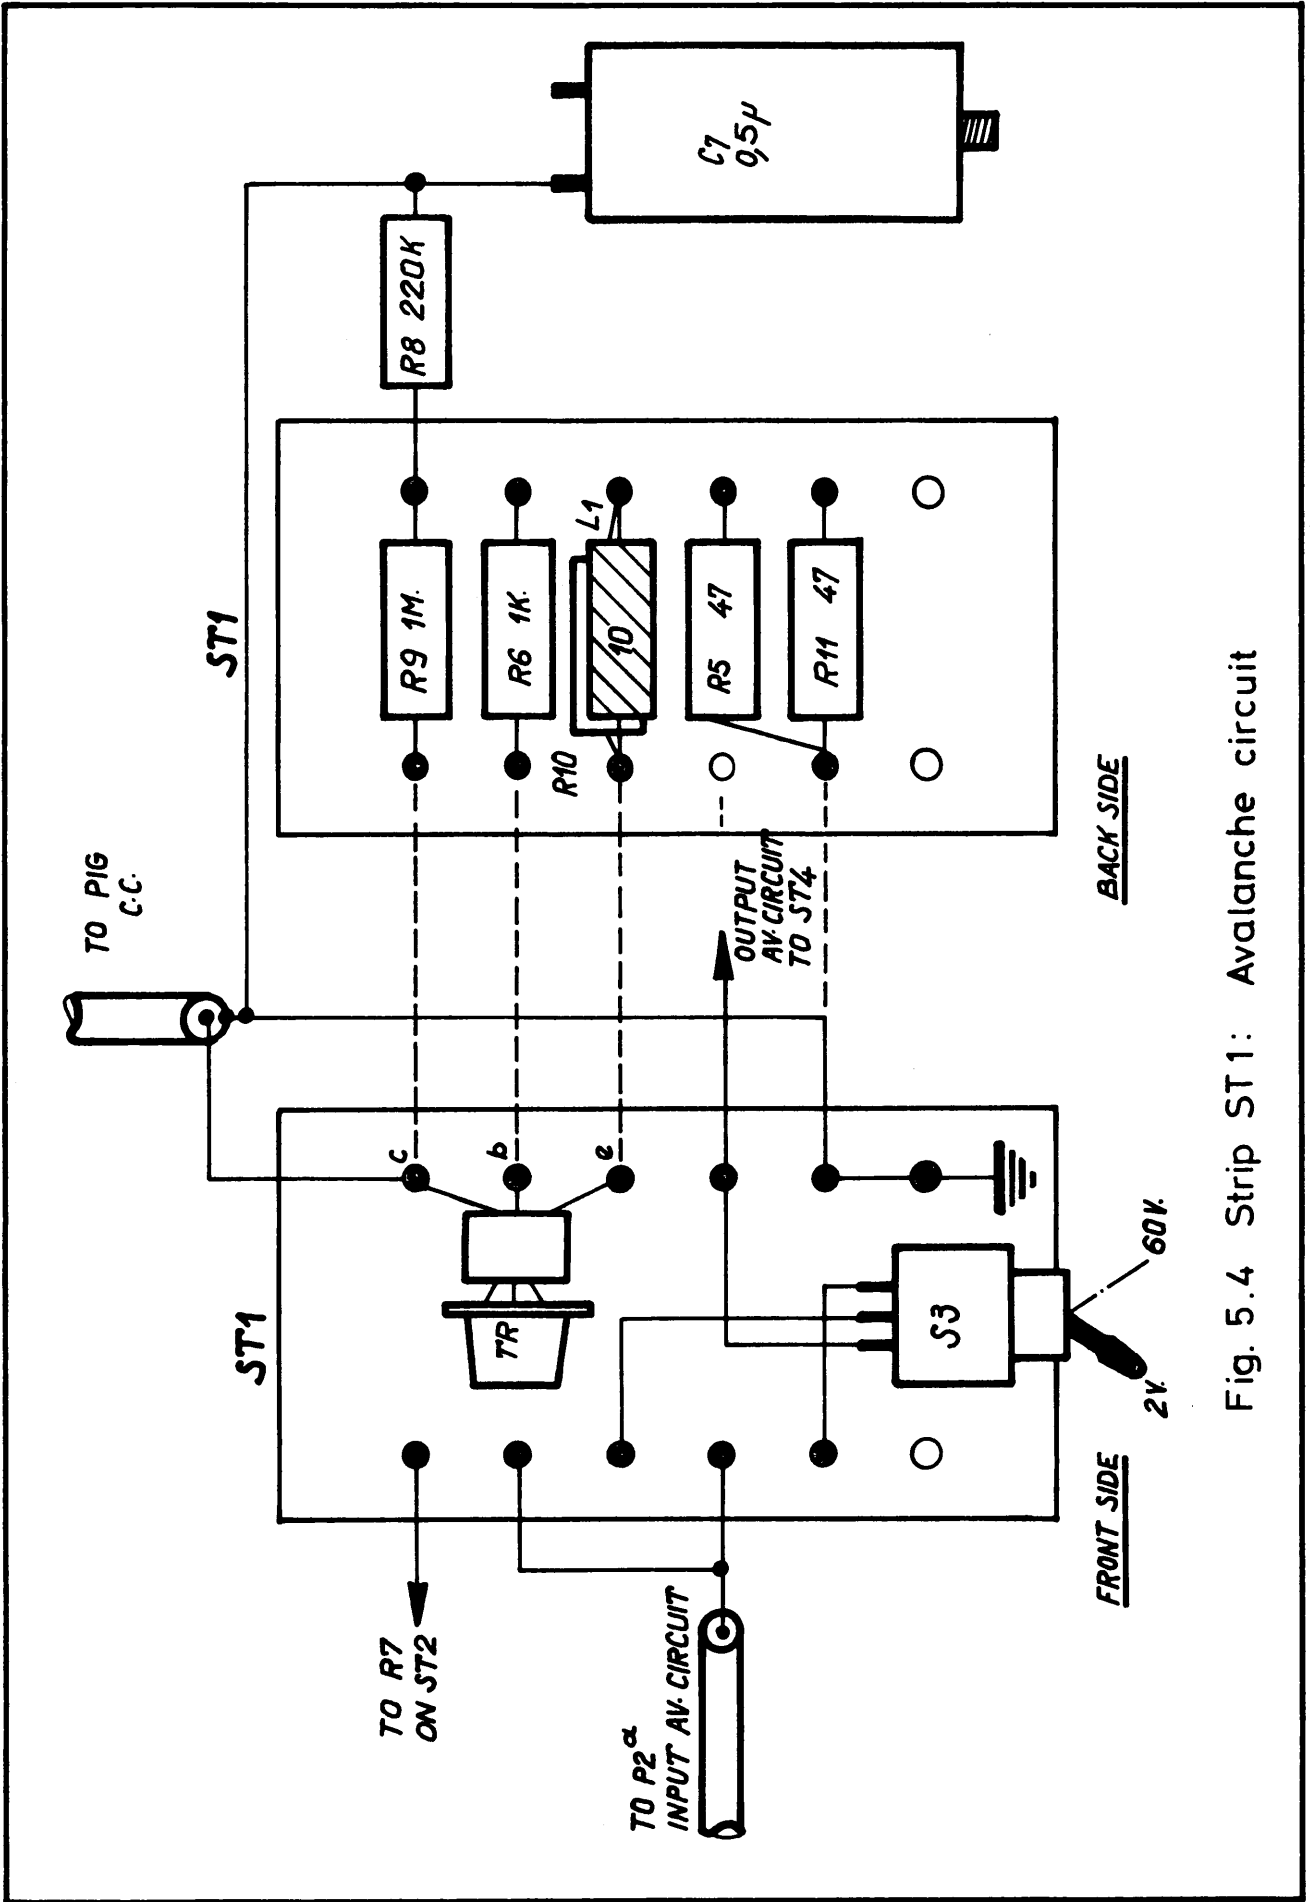 TO PIG
C.C.
ST1
ST1
R8 220K
C7
0,5µ
R9 1M.
R6 1K.
L1
10
R10
R5 47
R11 47
c
b
e
TR
S3
2V.
60V.
OUTPUT
AV-CIRCUIT
TO ST4
TO R7
ON ST2
TO P2 α
INPUT AV-CIRCUIT
FRONT SIDE
BACK SIDE
Fig. 5.4 Strip ST1: Avalanche circuit